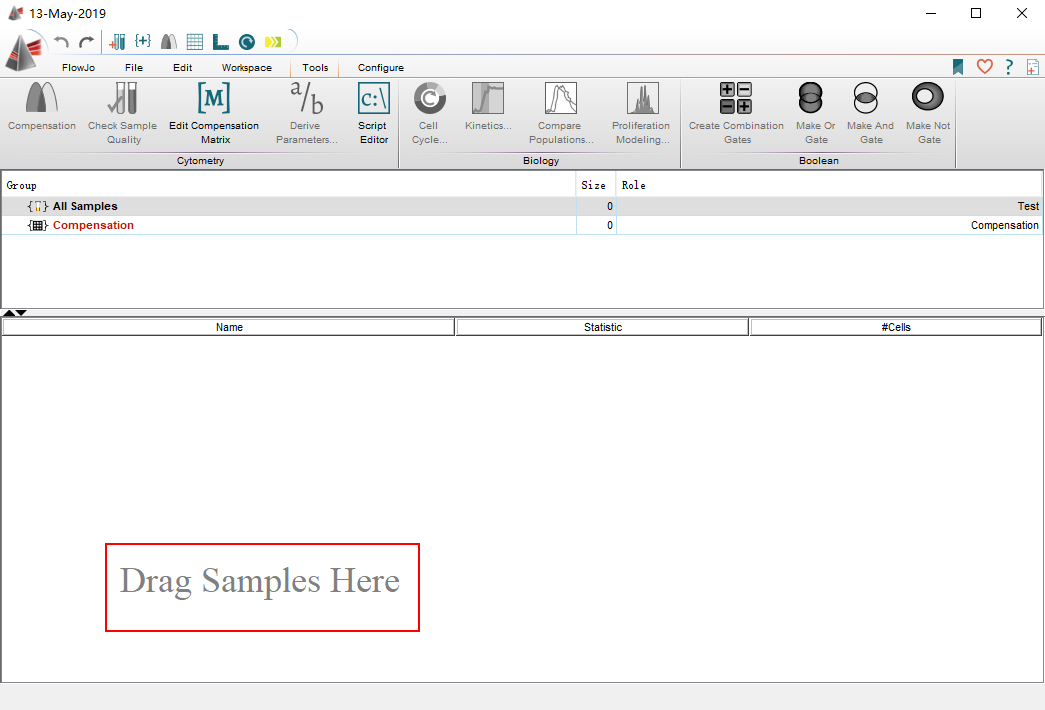 13-May-2019
FlowJo File Edit Workspace Tools Configure
?
Compensation
Check Sample
Quality
[M]
Edit Compensation
Matrix
a/b
Derive
Parameters...
c:\
Script
Editor
Cytometry
C
Cell
Cycle...
Kinetics...
Compare
Populations...
Proliferation
Modeling...
Biology
Create Combination
Gates
Make Or
Gate
Make And
Gate
Make Not
Gate
Boolean
Group Size Role
All Samples 0 Test
Compensation 0 Compensation
Name Statistic #Cells
Drag Samples Here